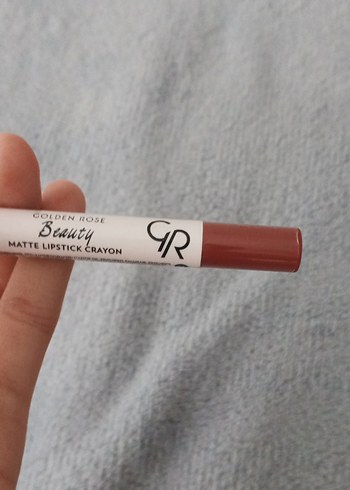 GOLDEN ROSE
Beauty
MATTE LIPSTICK CRAYON
GR